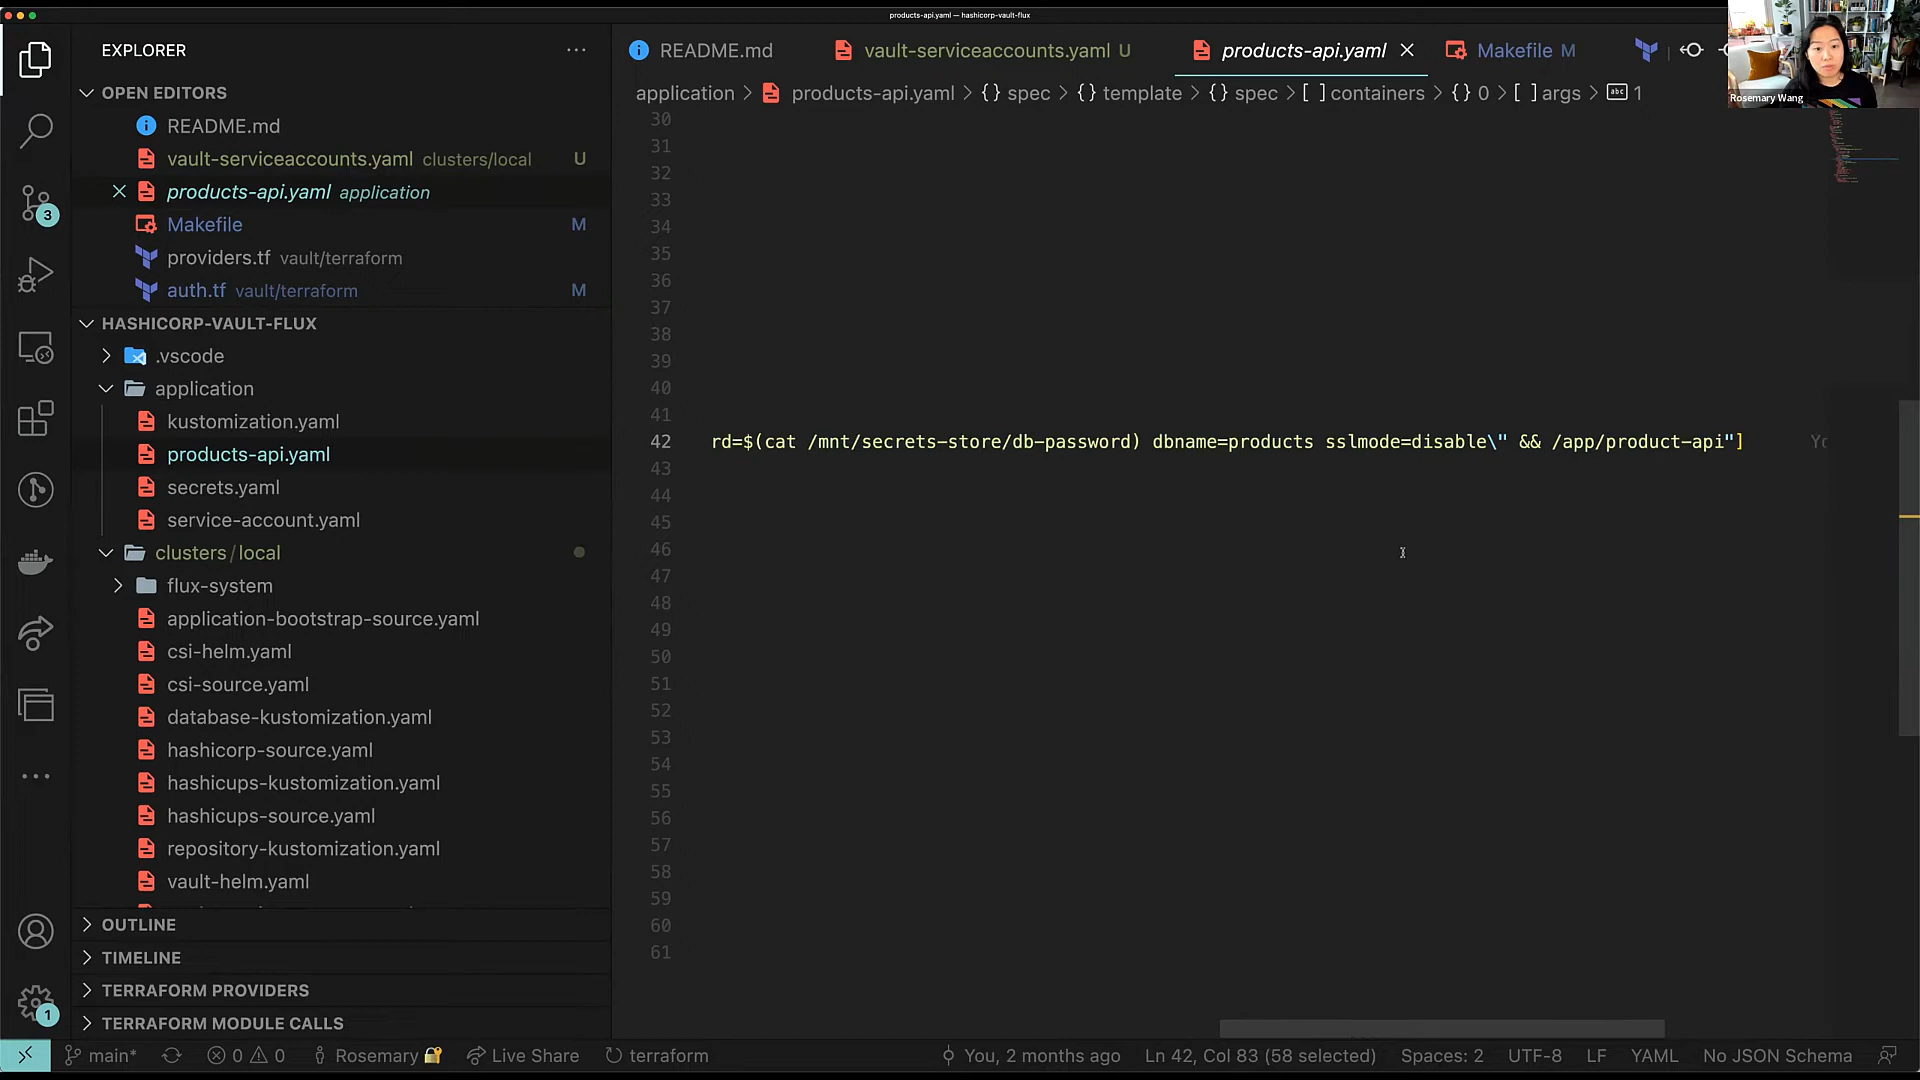 products-api.yaml — hashicorp-vault-flux
EXPLORER
README.md
vault-serviceaccounts.yaml U
products-api.yaml
Makefile M
Rosemary Wang
OPEN EDITORS
application > products-api.yaml > {} spec > {} template > {} spec > [ ] containers > {} 0 > [ ] args > abc 1
README.md
vault-serviceaccounts.yaml clusters/local U
products-api.yaml application
Makefile M
providers.tf vault/terraform
auth.tf vault/terraform M
HASHICORP-VAULT-FLUX
.vscode
application
kustomization.yaml
products-api.yaml
secrets.yaml
service-account.yaml
clusters/local
flux-system
application-bootstrap-source.yaml
csi-helm.yaml
csi-source.yaml
database-kustomization.yaml
hashicorp-source.yaml
hashicups-kustomization.yaml
hashicups-source.yaml
repository-kustomization.yaml
vault-helm.yaml
OUTLINE
TIMELINE
TERRAFORM PROVIDERS
TERRAFORM MODULE CALLS
3
1
30
31
32
33
34
35
36
37
38
39
40
41
42 rd=$(cat /mnt/secrets-store/db-password) dbname=products sslmode=disable\" && /app/product-api"]
43
44
45
46
47
48
49
50
51
52
53
54
55
56
57
58
59
60
61
main* 0 0 Rosemary Live Share terraform You, 2 months ago Ln 42, Col 83 (58 selected) Spaces: 2 UTF-8 LF YAML No JSON Schema